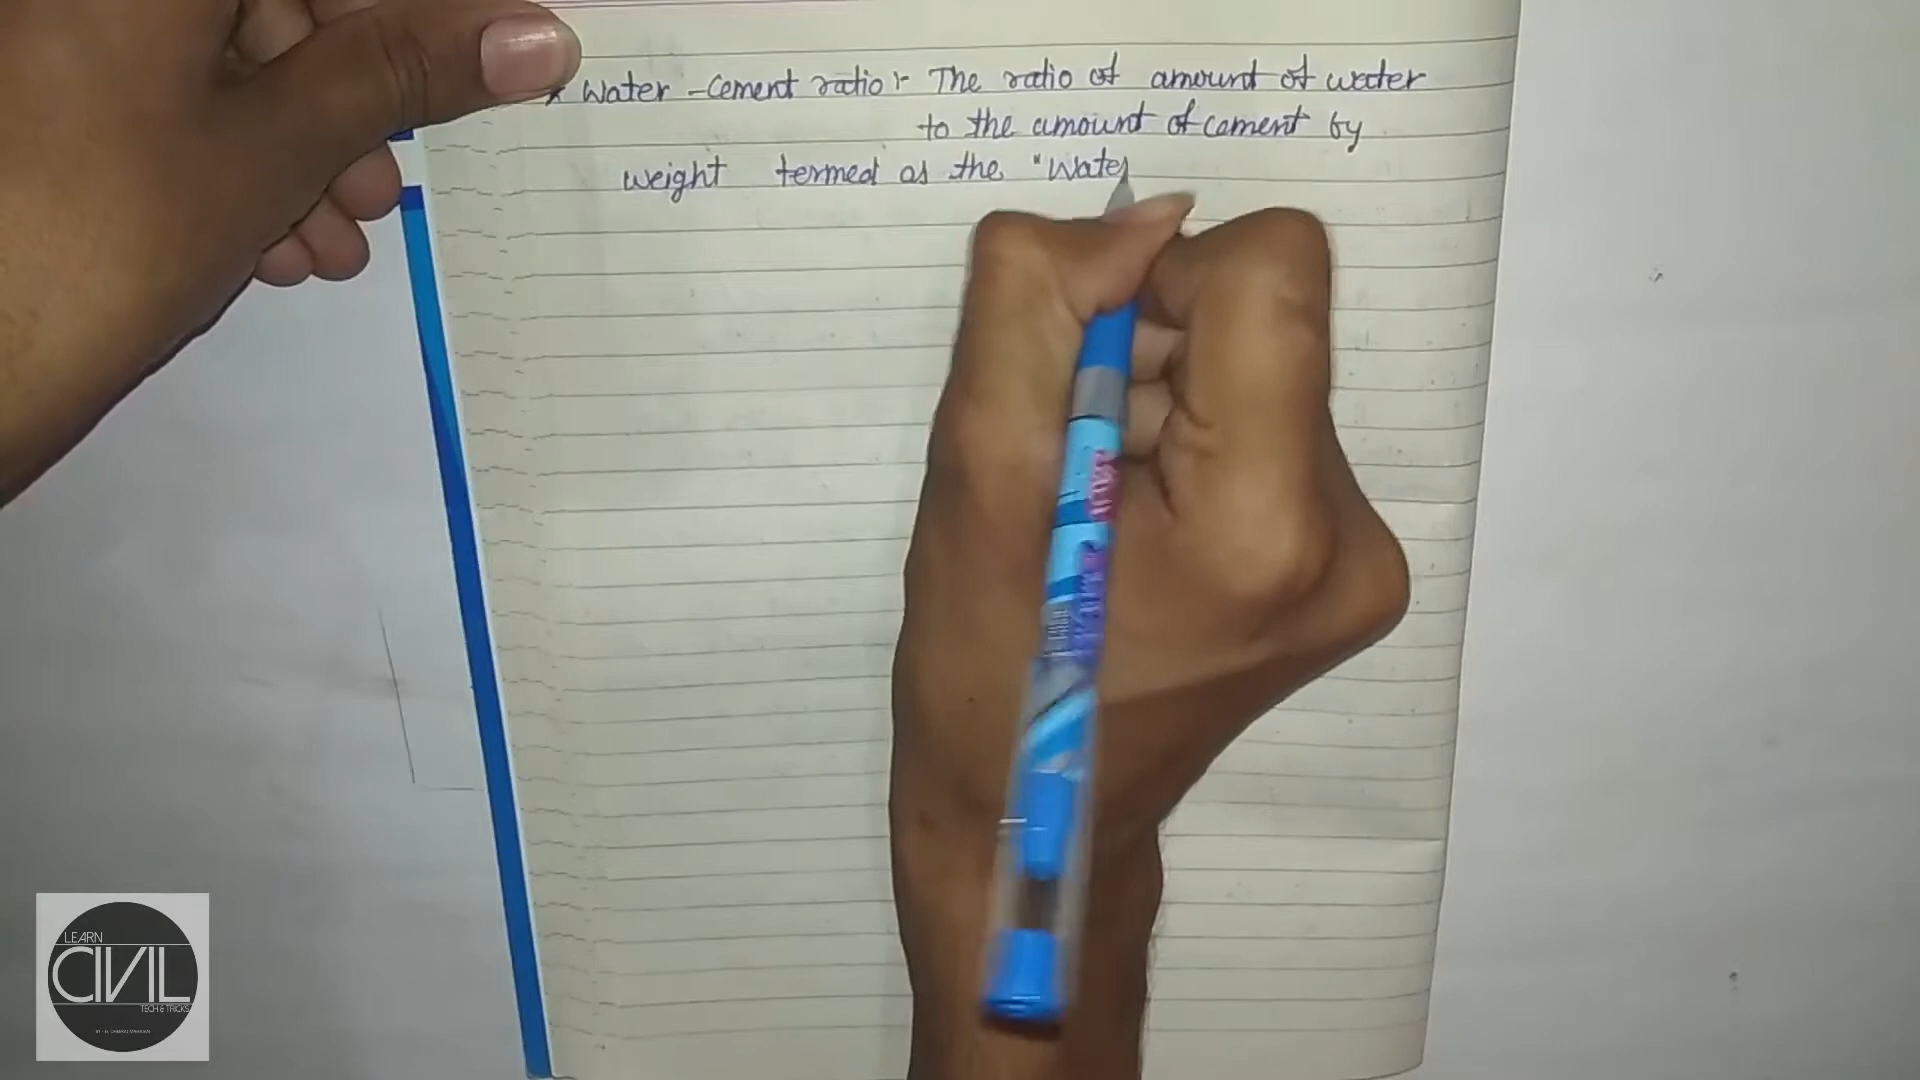 * Water -Cement ratio :- The ratio of amount of water
to the amount of cement by
weight termed as the "Water
LEARN
CIVIL
TECH & TRICKS